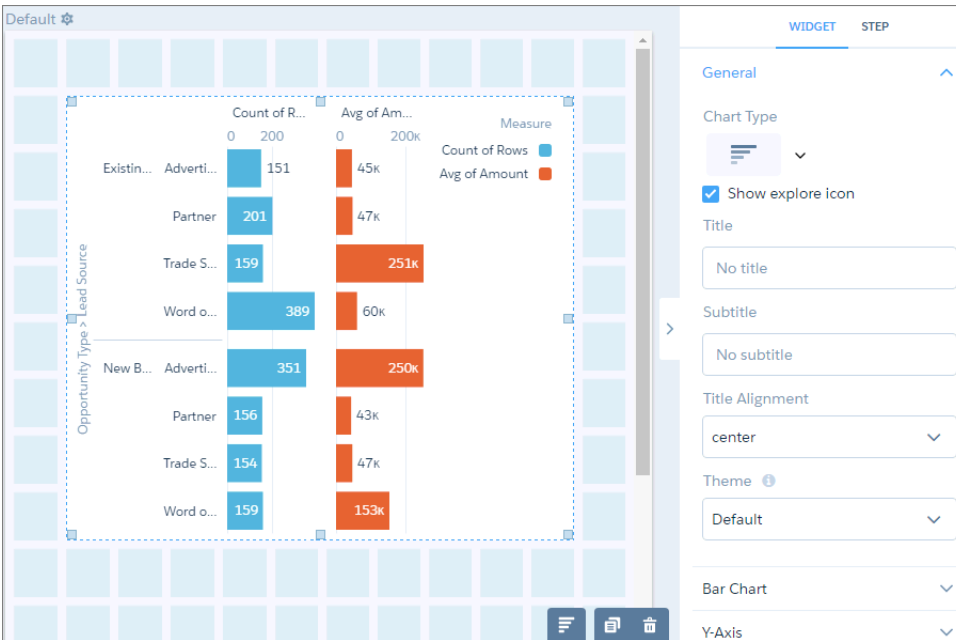 Default
WIDGET STEP
General
Chart Type
Show explore icon
Title
No title
Subtitle
No subtitle
Title Alignment
center
Theme
Default
Bar Chart
Y-Axis
Count of R... Avg of Am...
0 200 0 200K
Measure
Count of Rows
Avg of Amount
Opportunity Type > Lead Source
Existin... Adverti... 151 45K
Partner 201 47K
Trade S... 159 251K
Word o... 389 60K
New B... Adverti... 351 250K
Partner 156 43K
Trade S... 154 47K
Word o... 159 153K